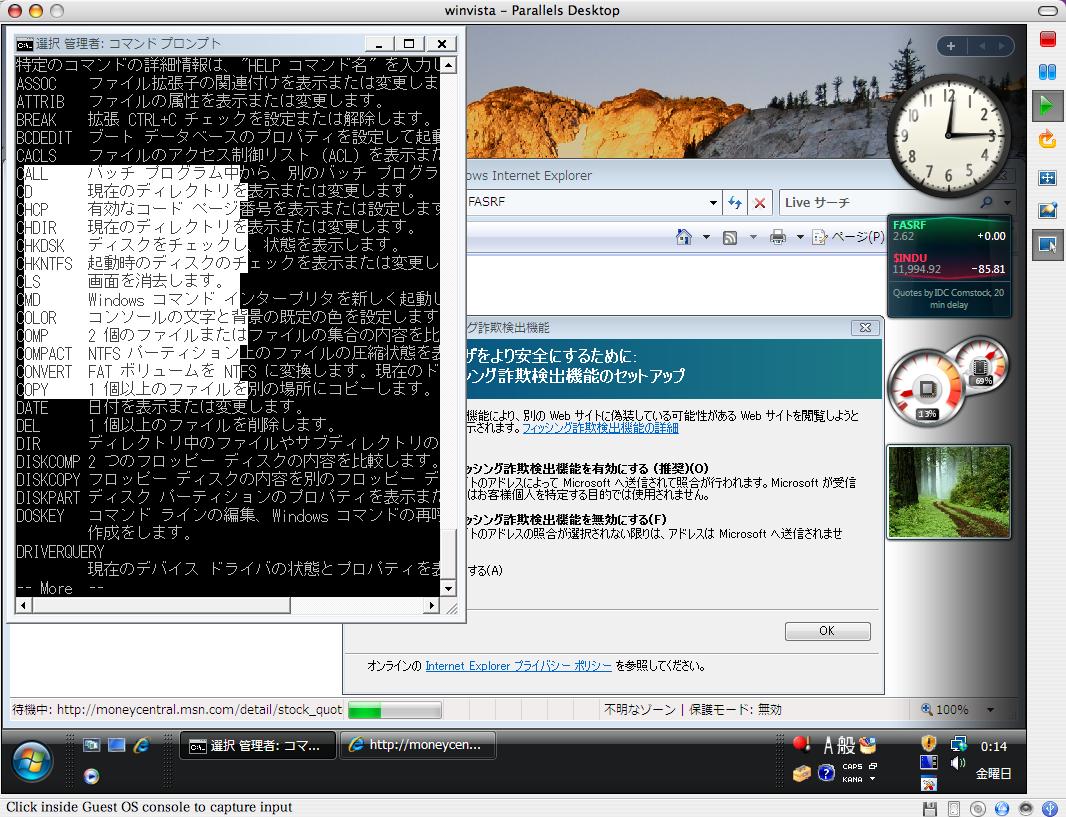 winvista - Parallels Desktop
選択 管理者: コマンド プロンプト
特定のコマンドの詳細情報は、"HELP コマンド名" を入力し
ASSOC ファイル拡張子の関連付けを表示または変更しま
ATTRIB ファイルの属性を表示または変更します。
BREAK 拡張 CTRL+C チェックを設定または解除します。
BCDEDIT ブート データベースのプロパティを設定して起動
CACLS ファイルのアクセス制御リスト (ACL) を表示また
CALL バッチ プログラム中から、別のバッチ プログラ
CD 現在のディレクトリを表示または変更します。
CHCP 有効なコード ページ番号を表示または設定します
CHDIR 現在のディレクトリを表示または変更します。
CHKDSK ディスクをチェックし、状態を表示します。
CHKNTFS 起動時のディスクのチェックを表示または変更し
CLS 画面を消去します。
CMD Windows コマンド インタープリタを新しく起動し
COLOR コンソールの文字と背景の既定の色を設定します
COMP 2 個のファイルまたはファイルの集合の内容を比
COMPACT NTFS パーティション上のファイルの圧縮状態を表
CONVERT FAT ボリュームを NTFS に変換します。現在のド
COPY 1 個以上のファイルを別の場所にコピーします。
DATE 日付を表示または変更します。
DEL 1 個以上のファイルを削除します。
DIR ディレクトリ中のファイルやサブディレクトリの
DISKCOMP 2 つのフロッピー ディスクの内容を比較します。
DISKCOPY フロッピー ディスクの内容を別のフロッピー デ
DISKPART ディスク パーティションのプロパティを表示また
DOSKEY コマンド ラインの編集、Windows コマンドの再呼
作成をします。
DRIVERQUERY
現在のデバイス ドライバの状態とプロパティを表
-- More --
ows Internet Explorer
FASRF
Live サーチ
ページ(P)
グ詐欺検出機能
ザをより安全にするために:
シング詐欺検出機能のセットアップ
機能により、別の Web サイトに偽装している可能性がある Web サイトを閲覧しようと
示されます。フィッシング詐欺検出機能の詳細
ッシング詐欺検出機能を有効にする (推奨)(O)
トのアドレスによって Microsoft へ送信されて照合が行われます。Microsoft が受信
はお客様個人を特定する目的では使用されません。
ッシング詐欺検出機能を無効にする(F)
トのアドレスの照合が選択されない限りは、アドレスは Microsoft へ送信されませ
する(A)
OK
オンラインの Internet Explorer プライバシー ポリシー を参照してください。
12
1
2
3
4
5
6
7
8
9
10
11
FASRF
2.62 +0.00
$INDU
11,994.92 -85.81
Quotes by IDC Comstock, 20
min delay
69%
13%
待機中: http://moneycentral.msn.com/detail/stock_quot
不明なゾーン | 保護モード: 無効
100%
選択 管理者: コマ...
http://moneycen...
A 般
CAPS
KANA
0:14
金曜日
Click inside Guest OS console to capture input